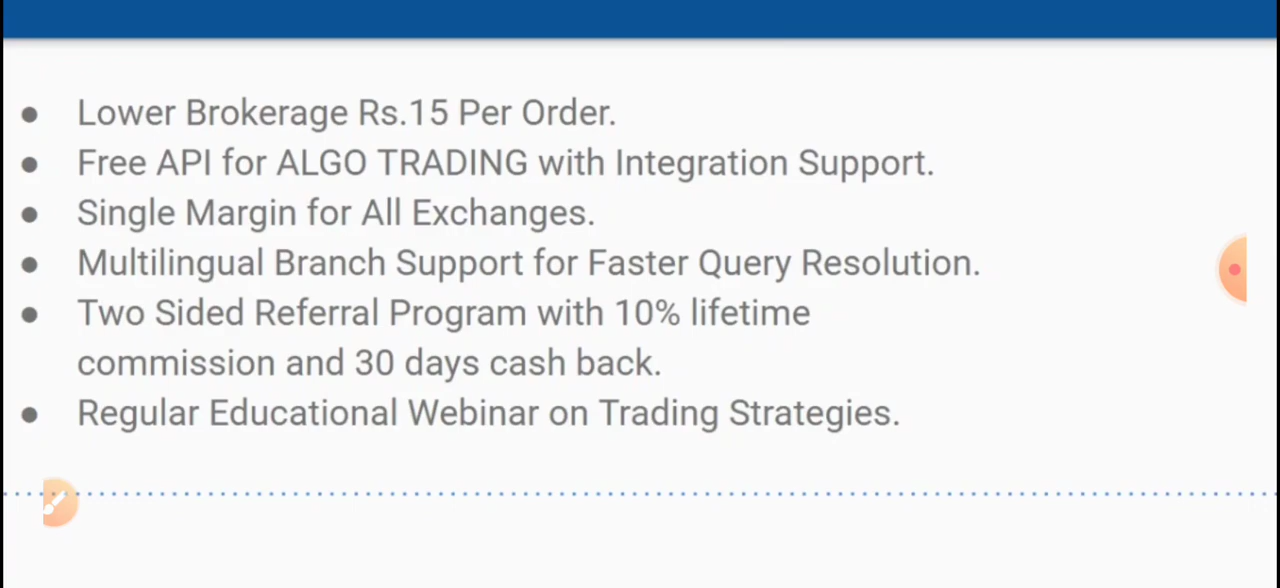 ● Lower Brokerage Rs.15 Per Order.
● Free API for ALGO TRADING with Integration Support.
● Single Margin for All Exchanges.
● Multilingual Branch Support for Faster Query Resolution.
● Two Sided Referral Program with 10% lifetime
commission and 30 days cash back.
● Regular Educational Webinar on Trading Strategies.